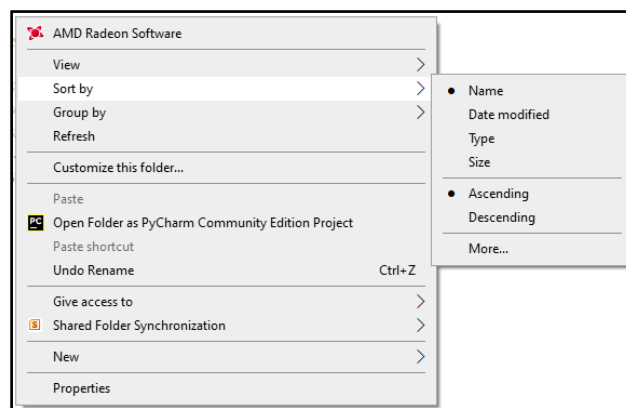 AMD Radeon Software
View
Sort by
Group by
Refresh
Customize this folder...
Paste
PC Open Folder as PyCharm Community Edition Project
Paste shortcut
Undo Rename Ctrl+Z
Give access to
S Shared Folder Synchronization
New
Properties
Name
Date modified
Type
Size
Ascending
Descending
More...